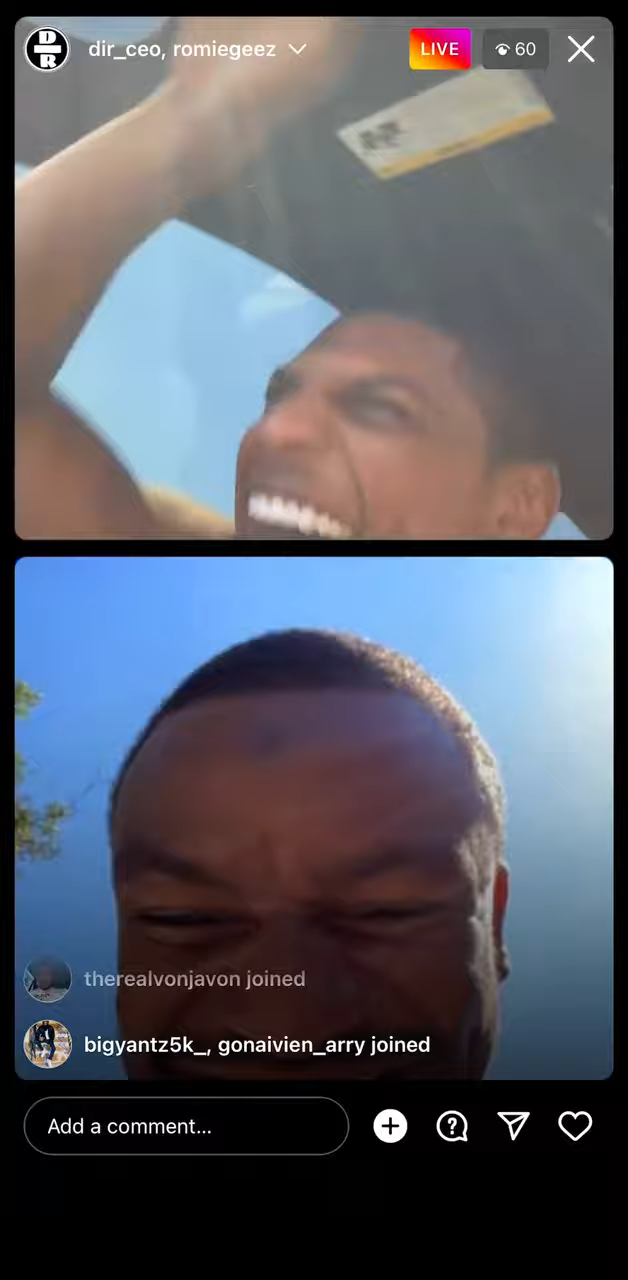 D
R
dir_ceo, romiegeez
LIVE
60
therealvonjavon joined
bigyantz5k_, gonaivien_arry joined
Add a comment...